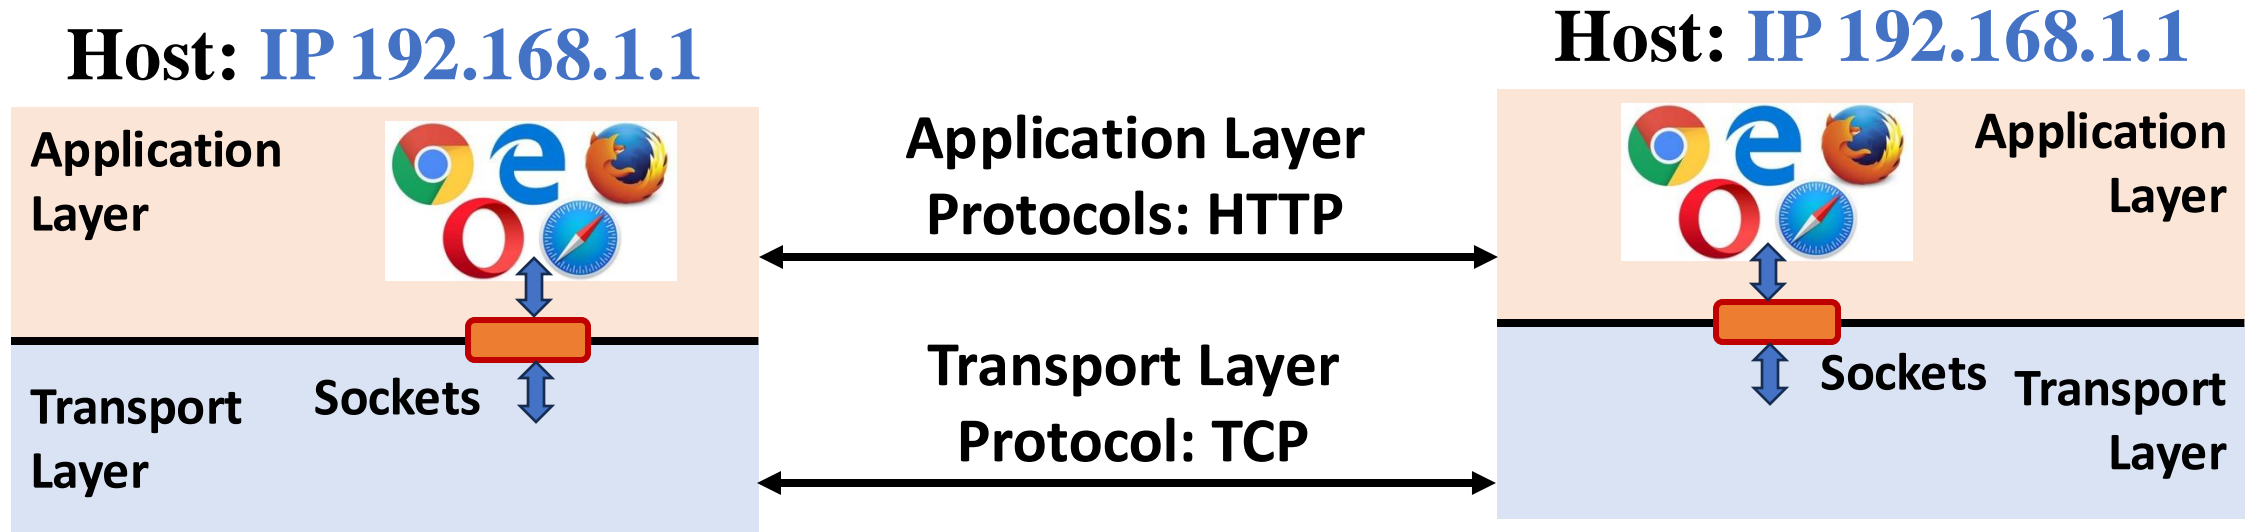 Host: IP 192.168.1.1
Application
Layer
Transport
Layer
Sockets
Application Layer
Protocols: HTTP
Transport Layer
Protocol: TCP
Host: IP 192.168.1.1
Application
Layer
Sockets
Transport
Layer